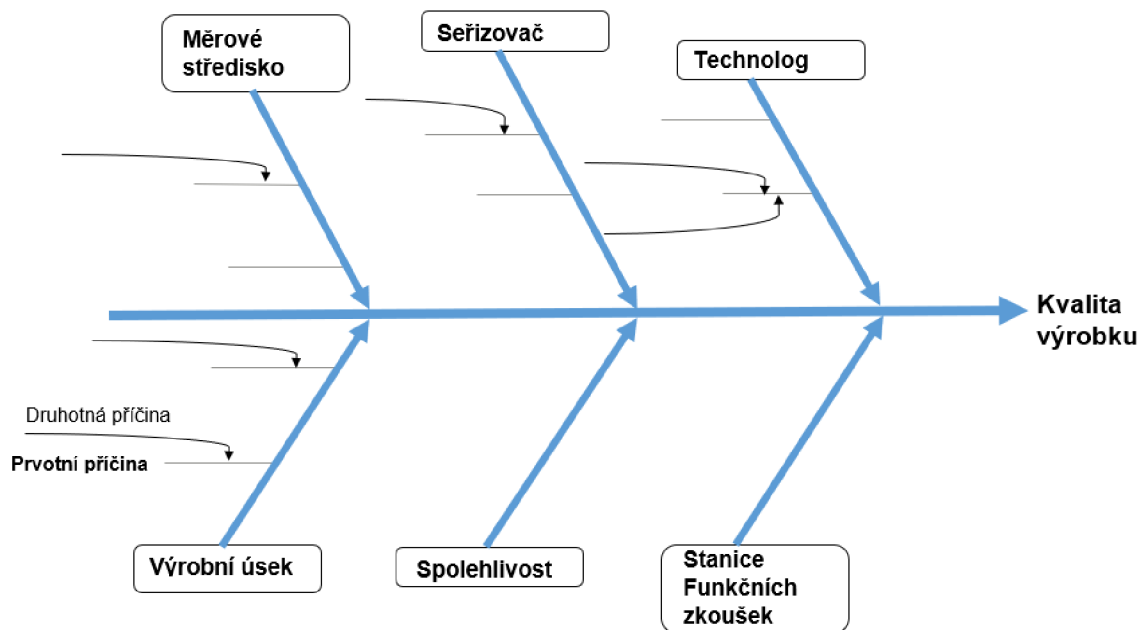 Měrové
středisko
Seřizovač
Technolog
Kvalita
výrobku
Druhotná příčina
Prvotní příčina
Výrobní úsek
Spolehlivost
Stanice
Funkčních
zkoušek